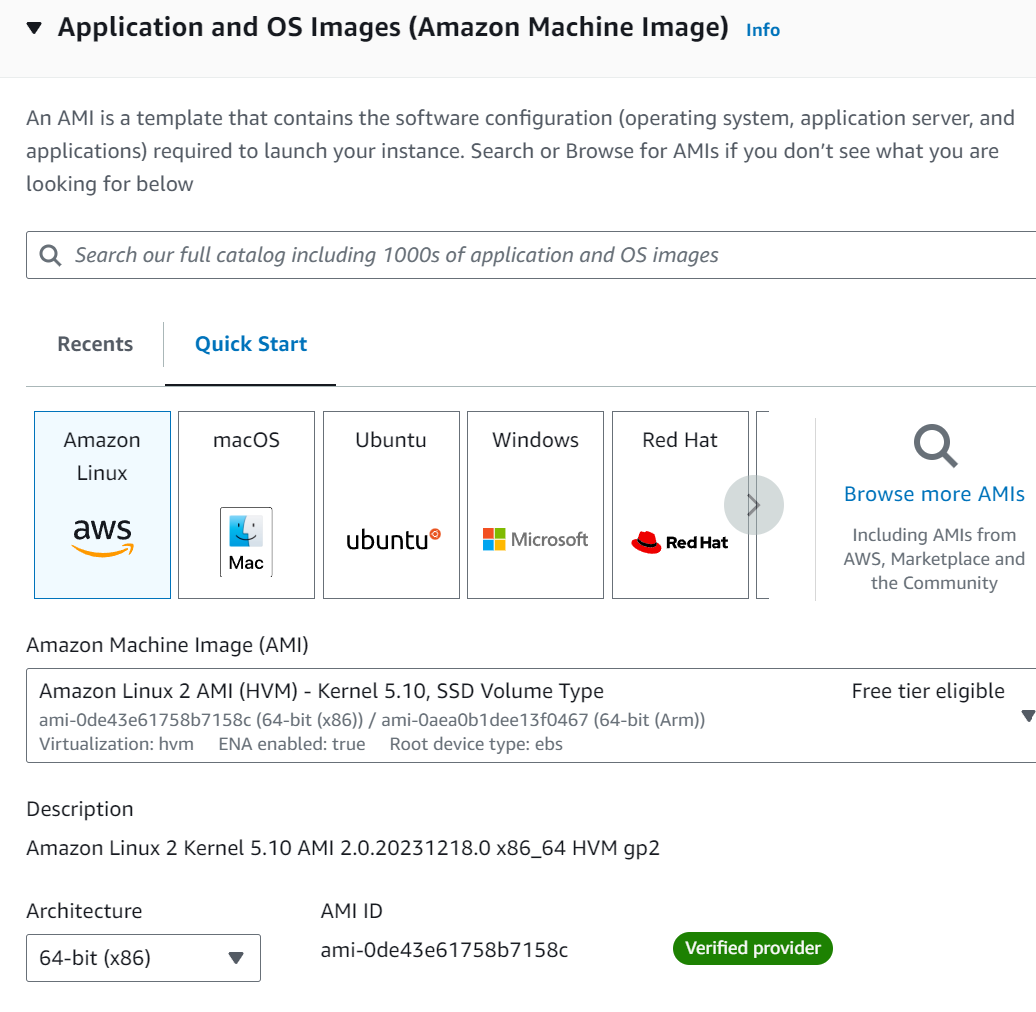 Application and OS Images (Amazon Machine Image) Info
An AMI is a template that contains the software configuration (operating system, application server, and
applications) required to launch your instance. Search or Browse for AMIs if you don’t see what you are
looking for below
Search our full catalog including 1000s of application and OS images
Recents
Quick Start
Amazon
Linux
aws
macOS
Mac
Ubuntu
ubuntu
Windows
Microsoft
Red Hat
Red Hat
Browse more AMIs
Including AMIs from
AWS, Marketplace and
the Community
Amazon Machine Image (AMI)
Amazon Linux 2 AMI (HVM) - Kernel 5.10, SSD Volume Type
Free tier eligible
ami-0de43e61758b7158c (64-bit (x86)) / ami-0aea0b1dee13f0467 (64-bit (Arm))
Virtualization: hvm ENA enabled: true Root device type: ebs
Description
Amazon Linux 2 Kernel 5.10 AMI 2.0.20231218.0 x86_64 HVM gp2
Architecture
AMI ID
64-bit (x86)
ami-0de43e61758b7158c
Verified provider